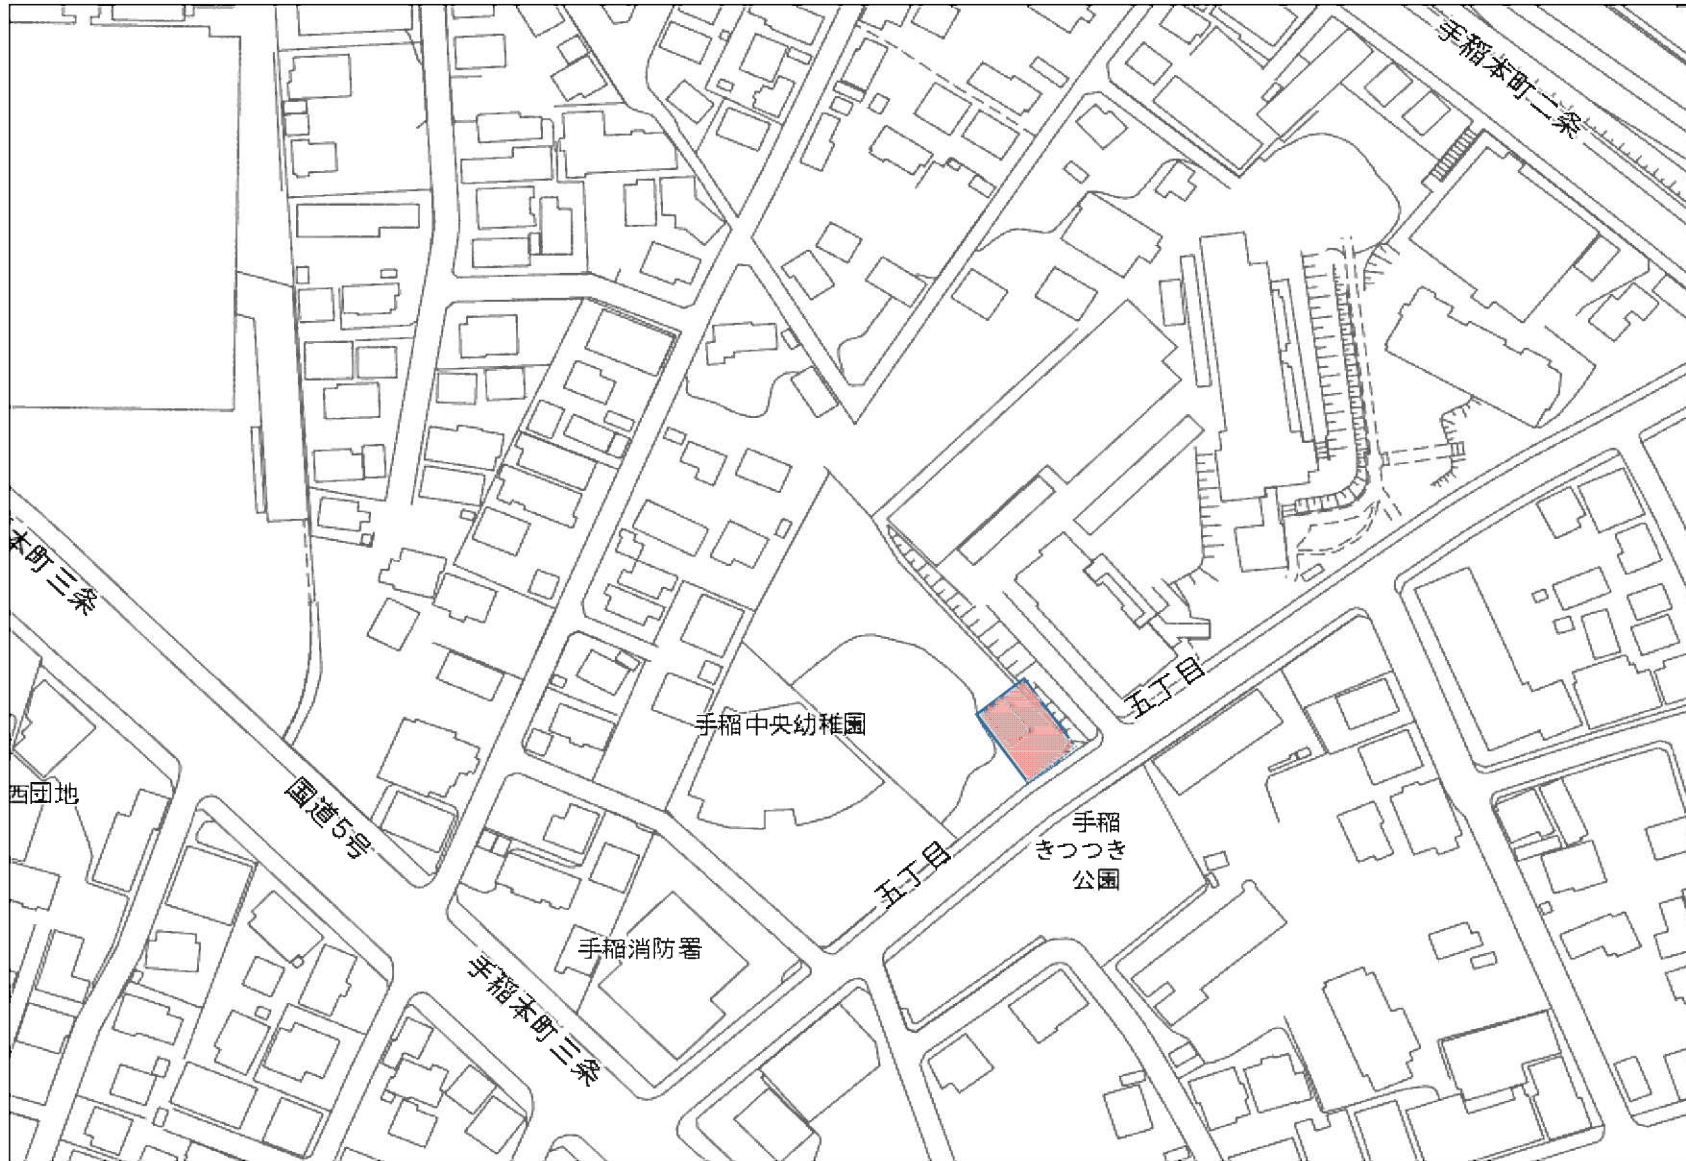 手稲本町二条
本町三条
五丁目
手稲中央幼稚園
国道5号
西団地
手稲
きつつき
公園
五丁目
手稲消防署
手稲本町三条